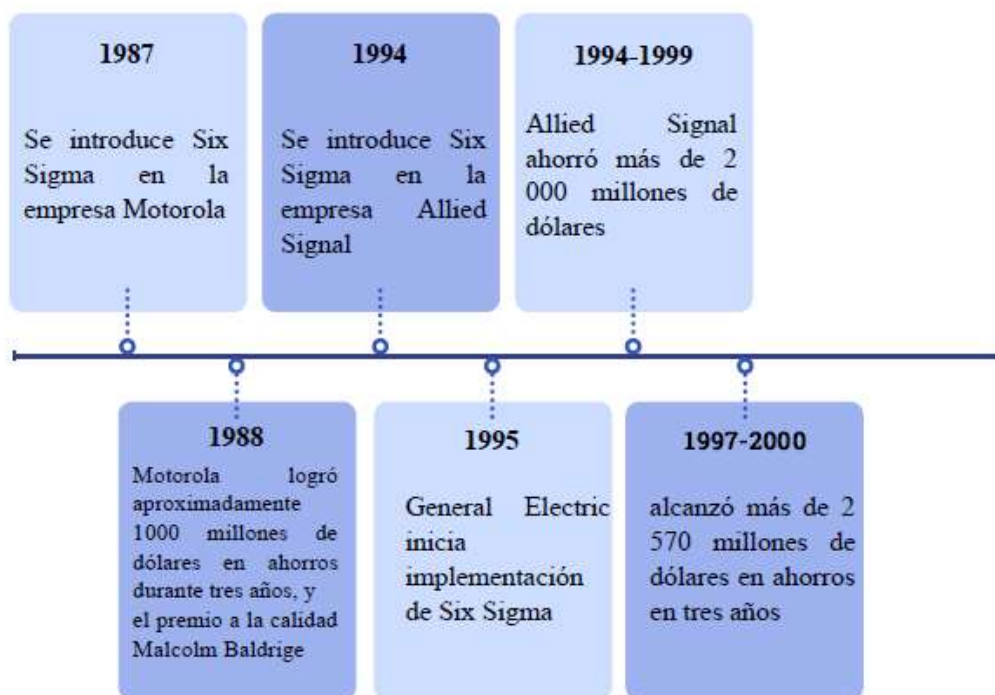 1987
Se introduce Six
Sigma en la
empresa Motorola
1988
Motorola logró
aproximadamente
1000 millones de
dólares en ahorros
durante tres años, y
el premio a la calidad
Malcolm Baldrige
1994
Se introduce Six
Sigma en la
empresa Allied
Signal
1995
General Electric
inicia
implementación
de Six Sigma
1994-1999
Allied Signal
ahorró más de 2
000 millones de
dólares
1997-2000
alcanzó más de 2
570 millones de
dólares en ahorros
en tres años